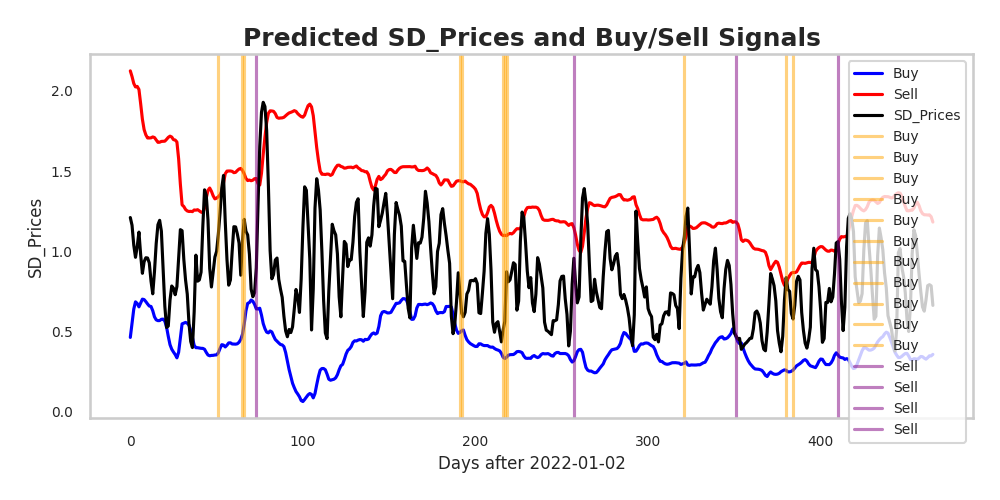 Predicted SD_Prices and Buy/Sell Signals
2.0
1.5
1.0
0.5
0.0
SD_Prices
0
100
200
300
400
Days after 2022-01-02
Buy
Sell
SD_Prices
Buy
Buy
Buy
Buy
Buy
Buy
Buy
Buy
Buy
Buy
Buy
Sell
Sell
Sell
Sell